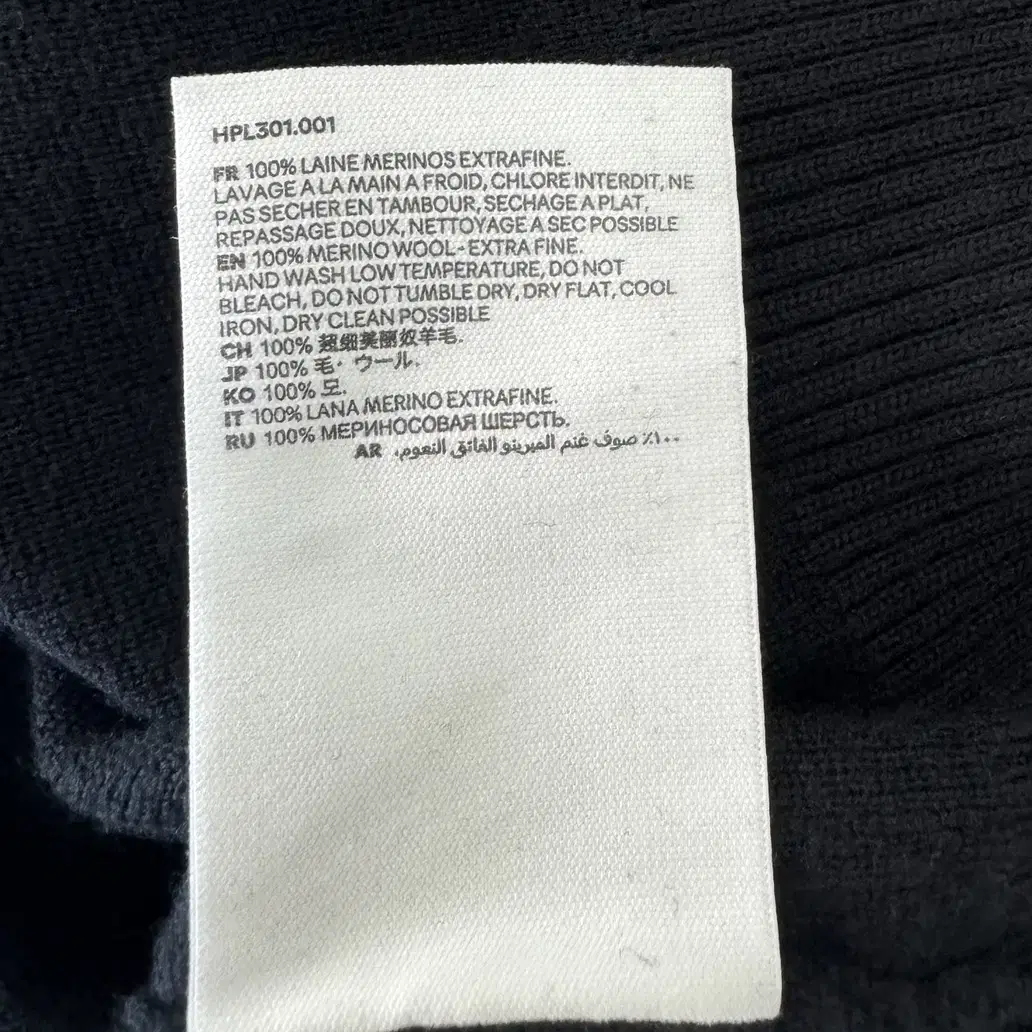 HPL301.001
FR 100% LAINE MERINOS EXTRAFINE.
LAVAGE A LA MAIN A FROID, CHLORE INTERDIT, NE
PAS SECHER EN TAMBOUR, SECHAGE A PLAT,
REPASSAGE DOUX, NETTOYAGE A SEC POSSIBLE
EN 100% MERINO WOOL - EXTRA FINE.
HAND WASH LOW TEMPERATURE, DO NOT
BLEACH, DO NOT TUMBLE DRY, DRY FLAT, COOL
IRON, DRY CLEAN POSSIBLE
CH 100% 超细美丽奴羊毛.
JP 100% 毛・ウール.
KO 100% 모.
IT 100% LANA MERINO EXTRAFINE.
RU 100% МЕРИНОСОВАЯ ШЕРСТЬ.
AR ١٠٠٪ صوف غنم الميرينو الفائق النعوم.